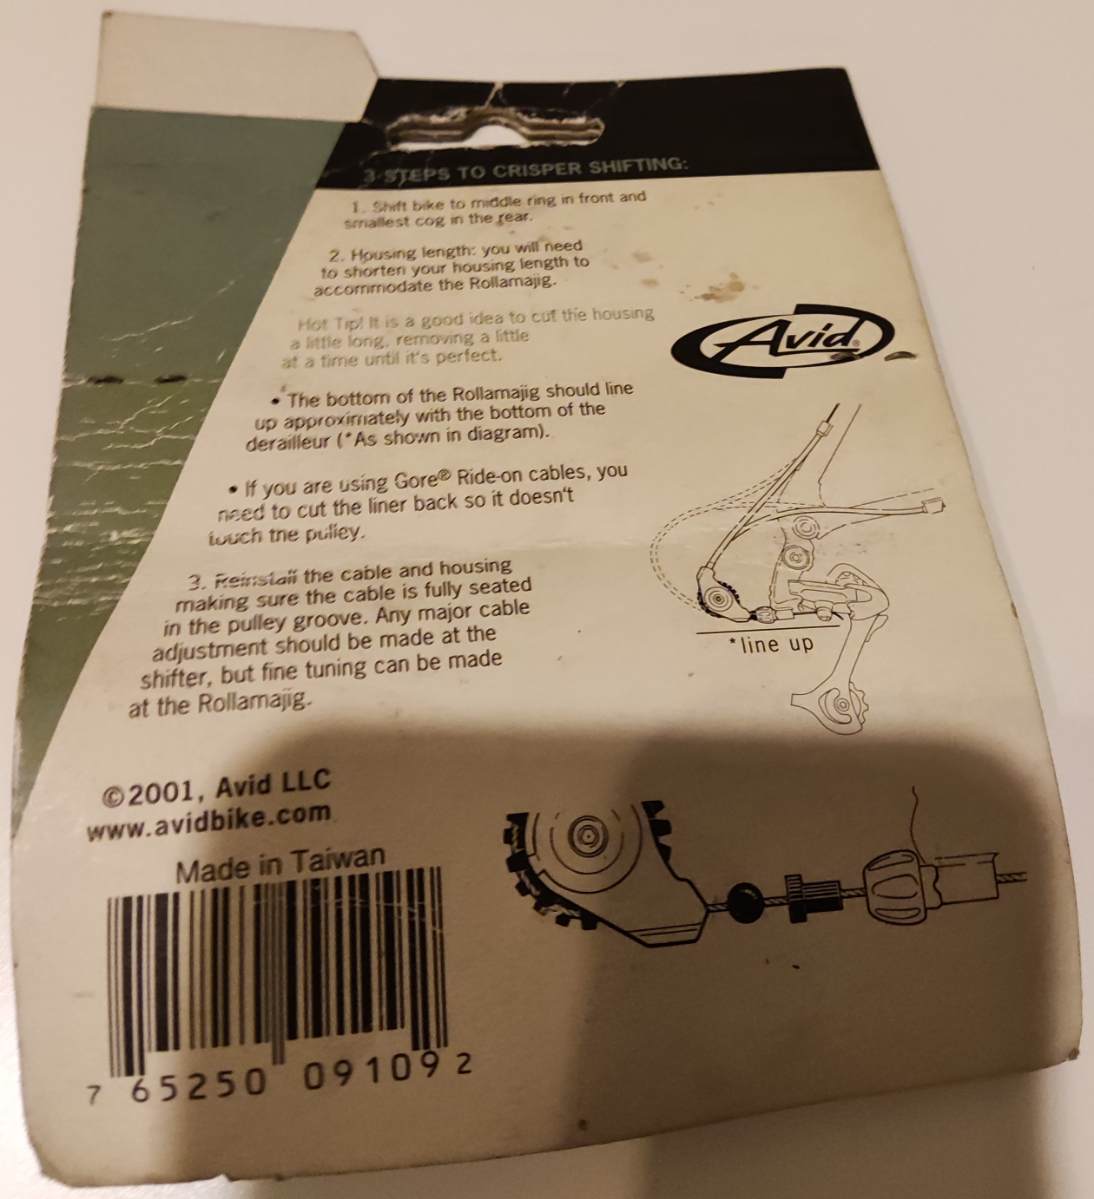 3 STEPS TO CRISPER SHIFTING:
1. Shift bike to middle ring in front and
smallest cog in the rear.
2. Housing length: you will need
to shorten your housing length to
accommodate the Rollamajig.
Hot Tip! It is a good idea to cut the housing
a little long, removing a little
at a time until it's perfect.
• The bottom of the Rollamajig should line
up approximately with the bottom of the
derailleur (*As shown in diagram).
• If you are using Gore® Ride-on cables, you
need to cut the liner back so it doesn't
touch the pulley.
3. Reinstall the cable and housing
making sure the cable is fully seated
in the pulley groove. Any major cable
adjustment should be made at the
shifter, but fine tuning can be made
at the Rollamajig.
Avid®
*line up
©2001, Avid LLC
www.avidbike.com
Made in Taiwan
7 65250 09109 2